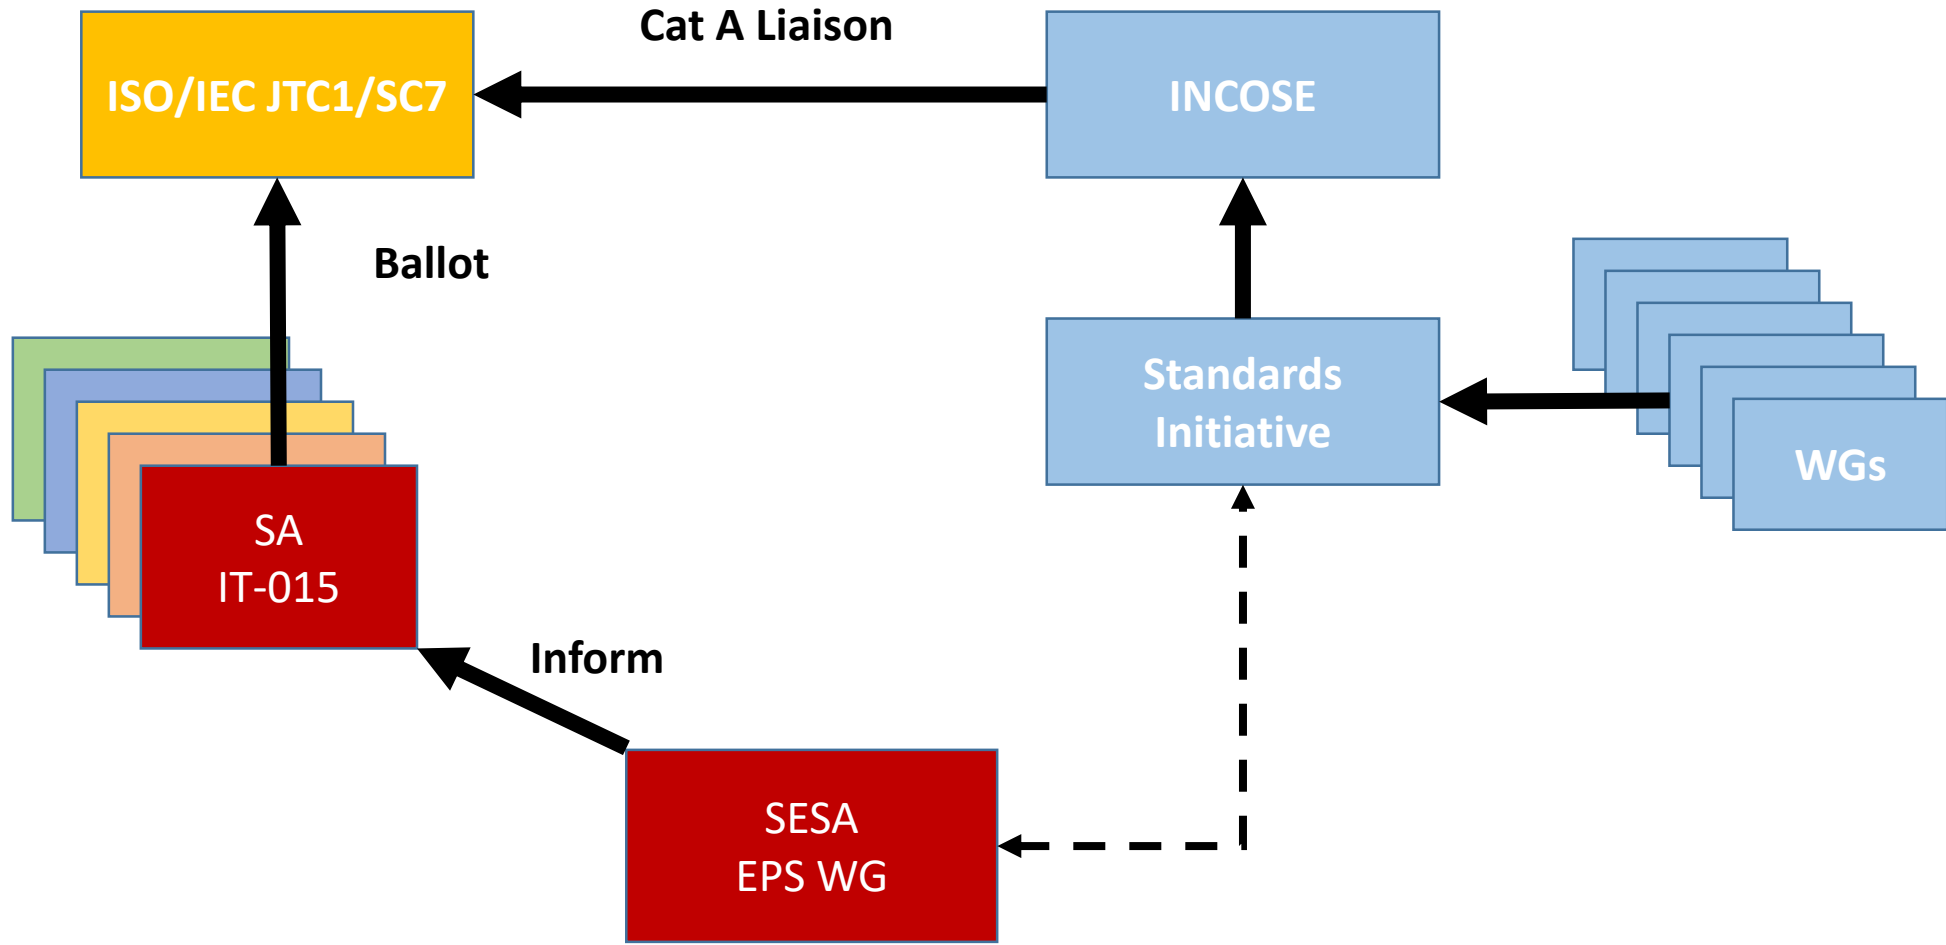 Cat A Liaison
ISO/IEC JTC1/SC7
INCOSE
Ballot
Standards
Initiative
WGs
SA
IT-015
Inform
SESA
EPS WG